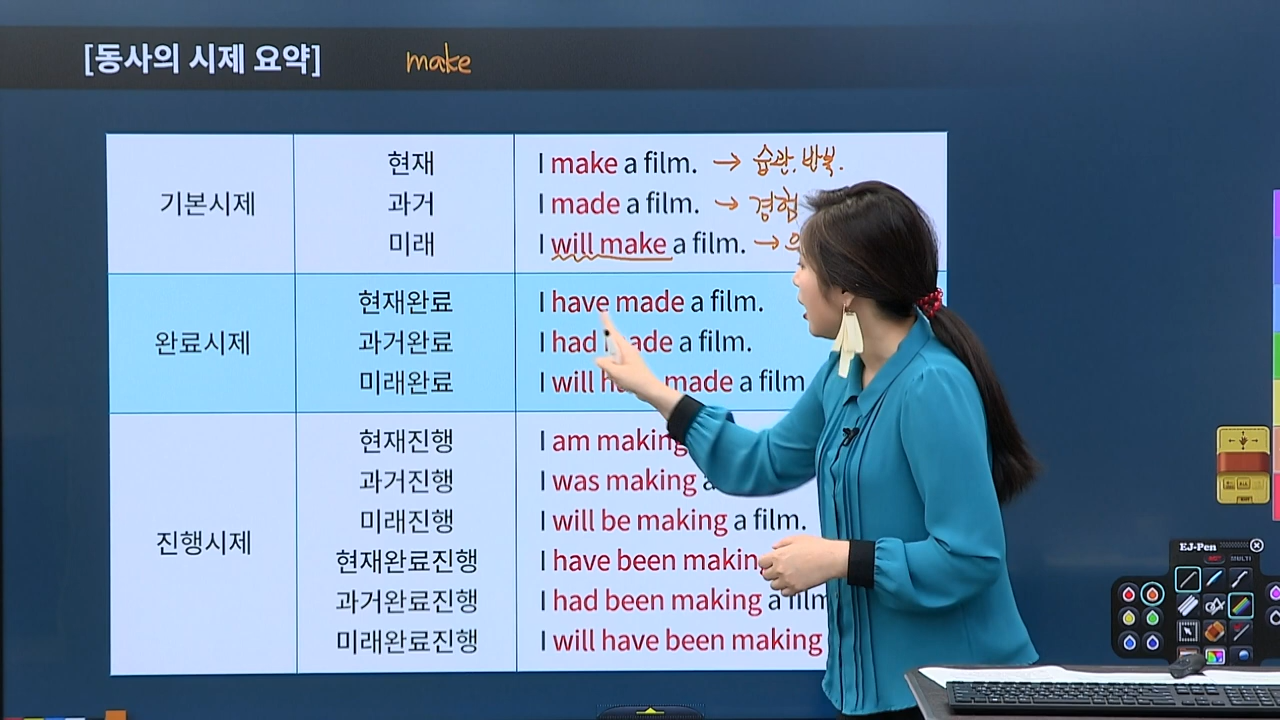 [동사의 시제 요약] make
기본시제
현재 I make a film. → 습관. 반복.
과거 I made a film. → 경험
미래 I will make a film. →
완료시제
현재완료 I have made a film.
과거완료 I had made a film.
미래완료 I will have made a film
진행시제
현재진행 I am making
과거진행 I was making a
미래진행 I will be making a film.
현재완료진행 I have been making
과거완료진행 I had been making a film
미래완료진행 I will have been making
EJ-Pen
MULTI